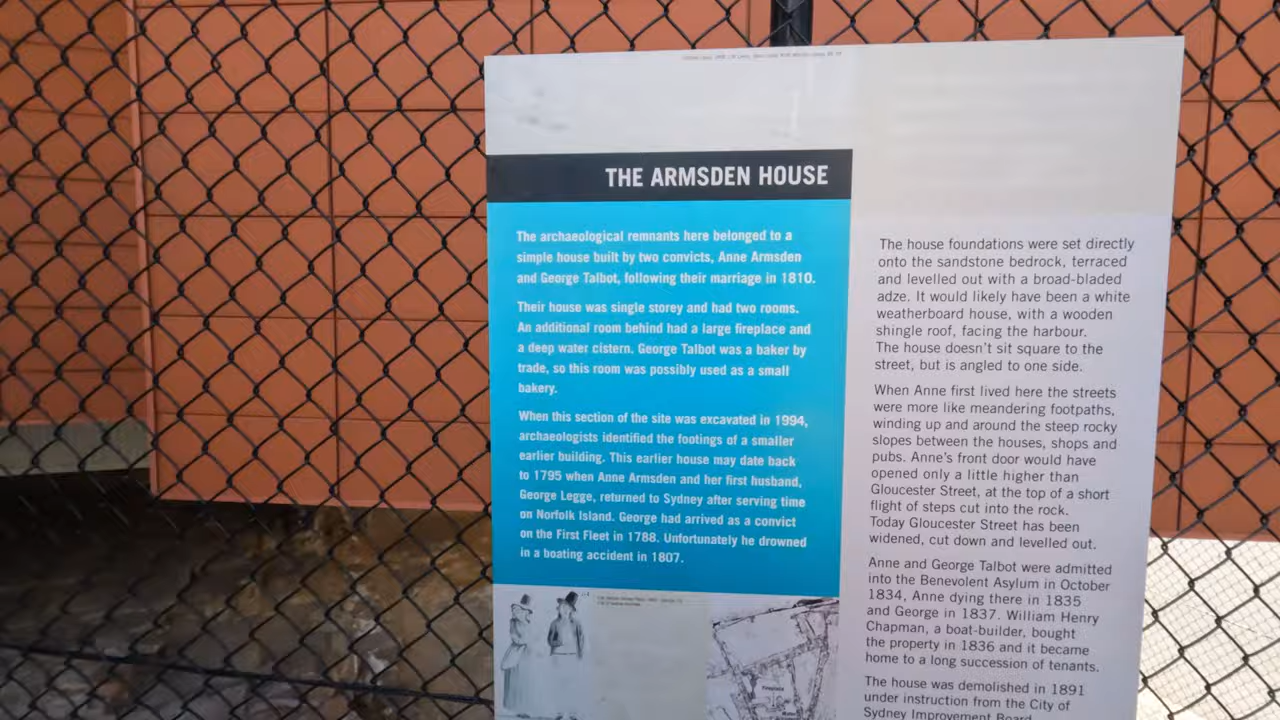 THE ARMSDEN HOUSE
The archaeological remnants here belonged to a
simple house built by two convicts, Anne Armsden
and George Talbot, following their marriage in 1810.
Their house was single storey and had two rooms.
An additional room behind had a large fireplace and
a deep water cistern. George Talbot was a baker by
trade, so this room was possibly used as a small
bakery.
When this section of the site was excavated in 1994,
archaeologists identified the footings of a smaller
earlier building. This earlier house may date back
to 1795 when Anne Armsden and her first husband,
George Legge, returned to Sydney after serving time
on Norfolk Island. George had arrived as a convict
on the First Fleet in 1788. Unfortunately he drowned
in a boating accident in 1807.
The house foundations were set directly
onto the sandstone bedrock, terraced
and levelled out with a broad-bladed
adze. It would likely have been a white
weatherboard house, with a wooden
shingle roof, facing the harbour.
The house doesn't sit square to the
street, but is angled to one side.
When Anne first lived here the streets
were more like meandering footpaths,
winding up and around the steep rocky
slopes between the houses, shops and
pubs. Anne's front door would have
opened only a little higher than
Gloucester Street, at the top of a short
flight of steps cut into the rock.
Today Gloucester Street has been
widened, cut down and levelled out.
Anne and George Talbot were admitted
into the Benevolent Asylum in October
1834, Anne dying there in 1835
and George in 1837. William Henry
Chapman, a boat-builder, bought
the property in 1836 and it became
home to a long succession of tenants.
The house was demolished in 1891
under instruction from the City of
Sydney Improvement Board